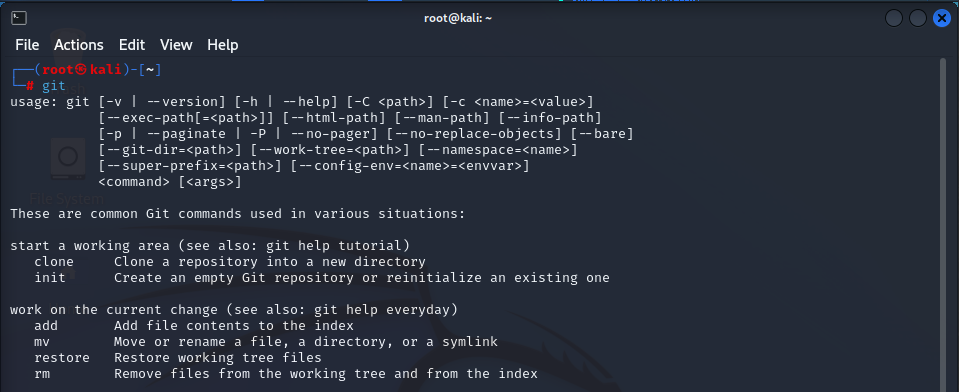 root@kali: ~
File Actions Edit View Help
┌──(root㉿kali)-[~]
└─# git
usage: git [-v | --version] [-h | --help] [-C <path>] [-c <name>=<value>]
           [--exec-path[=<path>]] [--html-path] [--man-path] [--info-path]
           [-p | --paginate | -P | --no-pager] [--no-replace-objects] [--bare]
           [--git-dir=<path>] [--work-tree=<path>] [--namespace=<name>]
           [--super-prefix=<path>] [--config-env=<name>=<envvar>]
           <command> [<args>]
File System
These are common Git commands used in various situations:
start a working area (see also: git help tutorial)
   clone     Clone a repository into a new directory
   init      Create an empty Git repository or reinitialize an existing one
work on the current change (see also: git help everyday)
   add       Add file contents to the index
   mv        Move or rename a file, a directory, or a symlink
   restore   Restore working tree files
   rm        Remove files from the working tree and from the index